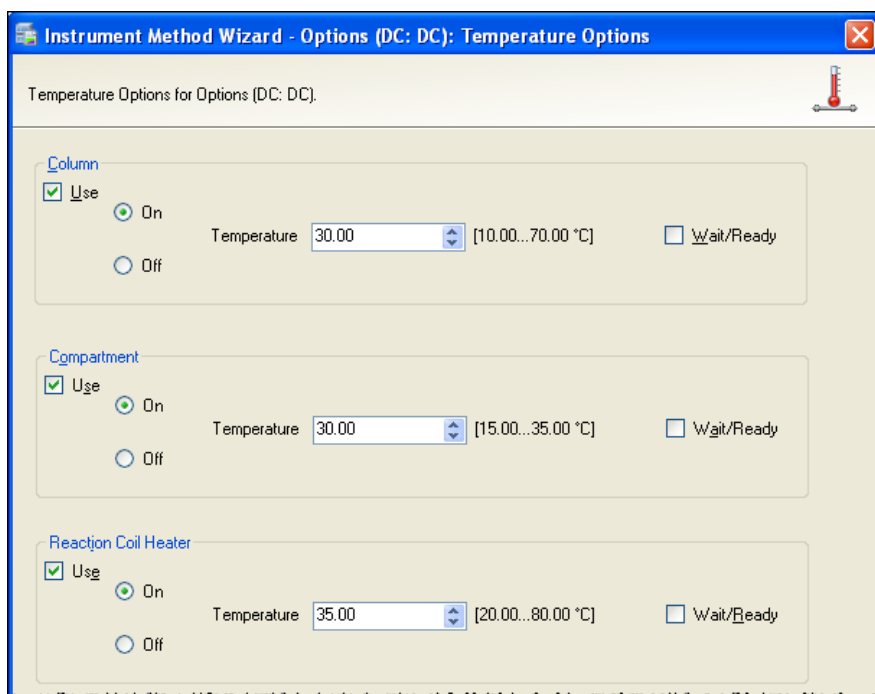 Instrument Method Wizard - Options (DC: DC): Temperature Options
Temperature Options for Options (DC: DC).
Column
Use
On
Temperature 30.00 [10.00...70.00 °C] Wait/Ready
Off
Compartment
Use
On
Temperature 30.00 [15.00...35.00 °C] Wait/Ready
Off
Reaction Coil Heater
Use
On
Temperature 35.00 [20.00...80.00 °C] Wait/Ready
Off